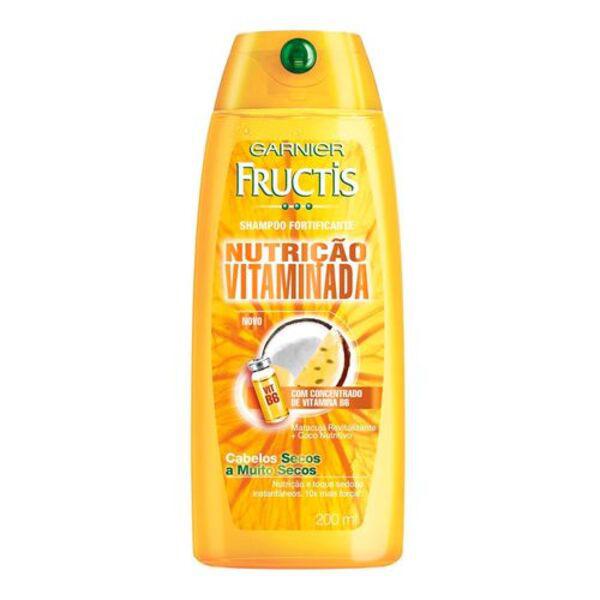 GARNIER
FRUCTIS
SHAMPOO FORTIFICANTE
NUTRIÇÃO
VITAMINADA
NOVO
VIT
B6
COM CONCENTRADO
DE VITAMINA B6
Maracujá Revitalizante
+ Coco Nutritivo
Cabelos Secos
a Muito Secos
Nutrição e toque sedoso
instantâneos. 10x mais força*
200 ml